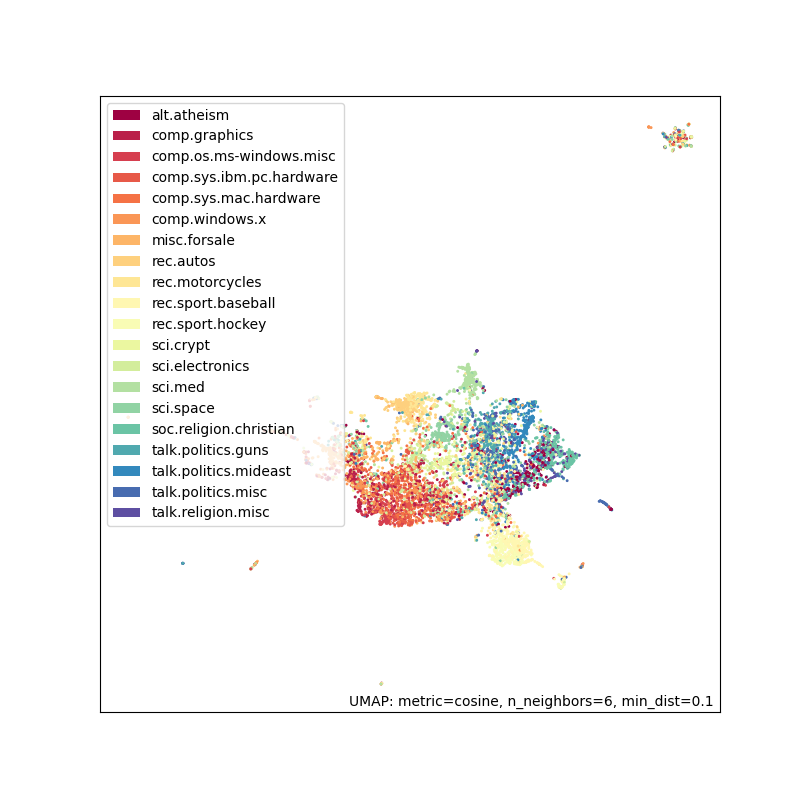 alt.atheism
comp.graphics
comp.os.ms-windows.misc
comp.sys.ibm.pc.hardware
comp.sys.mac.hardware
comp.windows.x
misc.forsale
rec.autos
rec.motorcycles
rec.sport.baseball
rec.sport.hockey
sci.crypt
sci.electronics
sci.med
sci.space
soc.religion.christian
talk.politics.guns
talk.politics.mideast
talk.politics.misc
talk.religion.misc
UMAP: metric=cosine, n_neighbors=6, min_dist=0.1